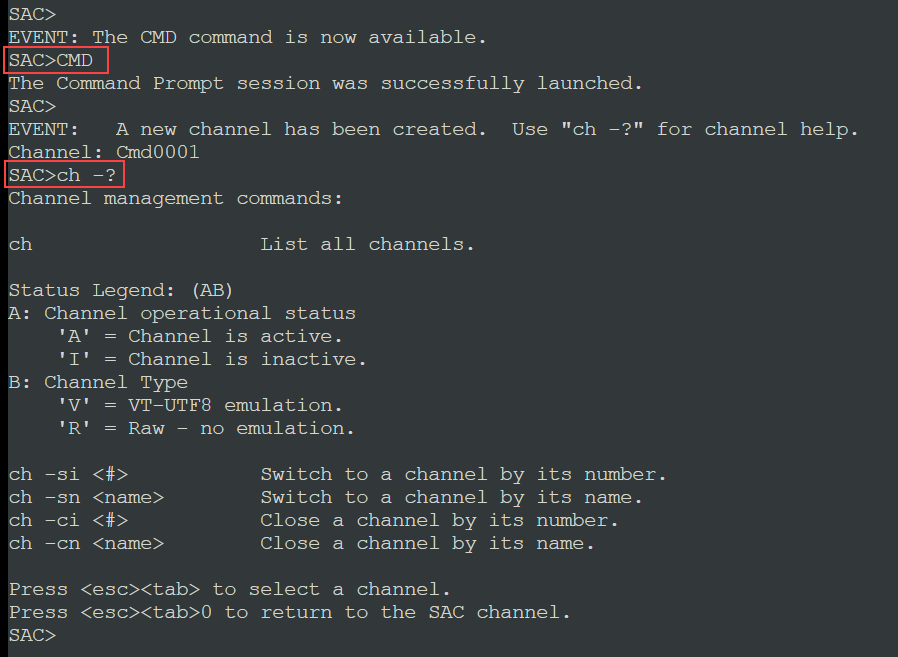 SAC>
EVENT: The CMD command is now available.
SAC>CMD
The Command Prompt session was successfully launched.
SAC>
EVENT:   A new channel has been created.  Use "ch -?" for channel help.
Channel: Cmd0001
SAC>ch -?
Channel management commands:
ch                   List all channels.
Status Legend: (AB)
A: Channel operational status
    'A' = Channel is active.
    'I' = Channel is inactive.
B: Channel Type
    'V' = VT-UTF8 emulation.
    'R' = Raw - no emulation.
ch -si <#>           Switch to a channel by its number.
ch -sn <name>        Switch to a channel by its name.
ch -ci <#>           Close a channel by its number.
ch -cn <name>        Close a channel by its name.
Press <esc><tab> to select a channel.
Press <esc><tab>0 to return to the SAC channel.
SAC>